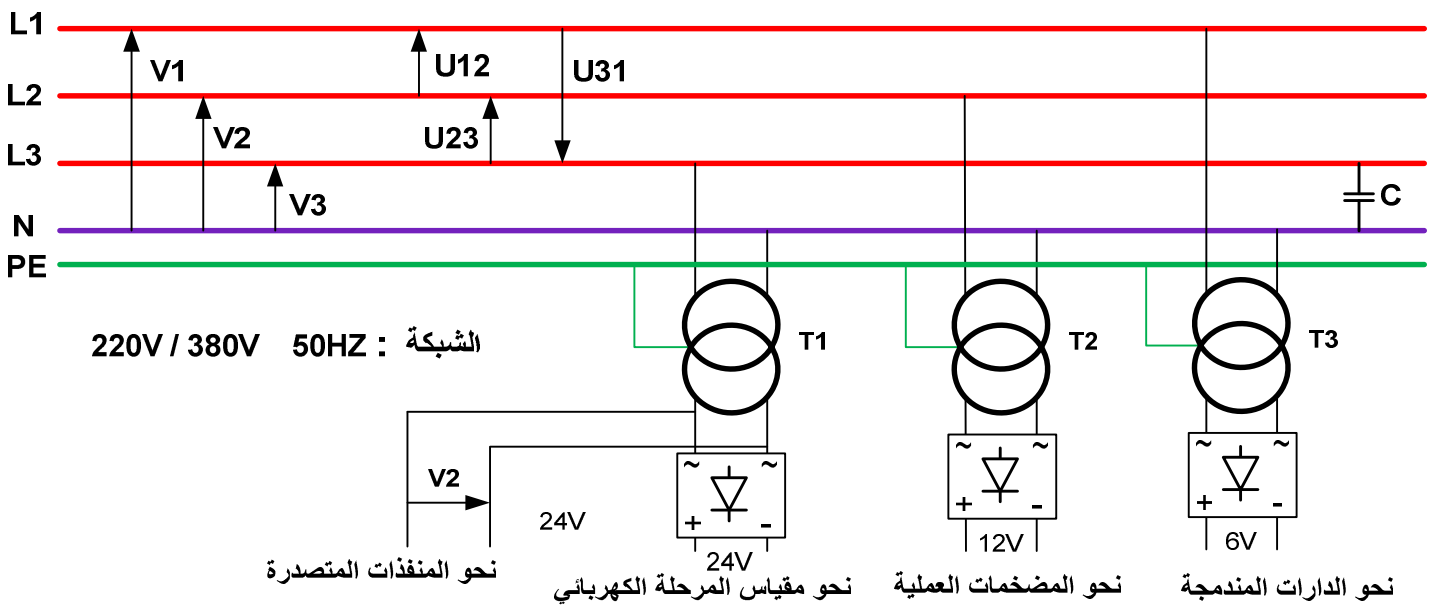 L1
V1
U12
U31
L2
V2
U23
L3
V3
C
N
PE
220V / 380V 50HZ : الشبكة
T1
T2
T3
~ ~
~ ~
~ ~
V2
24V
+ -
+ -
+ -
24V
12V
6V
نحو المنفذات المتصدرة
نحو مقياس المرحلة الكهربائي
نحو المضخمات العملية
نحو الدارات المندمجة